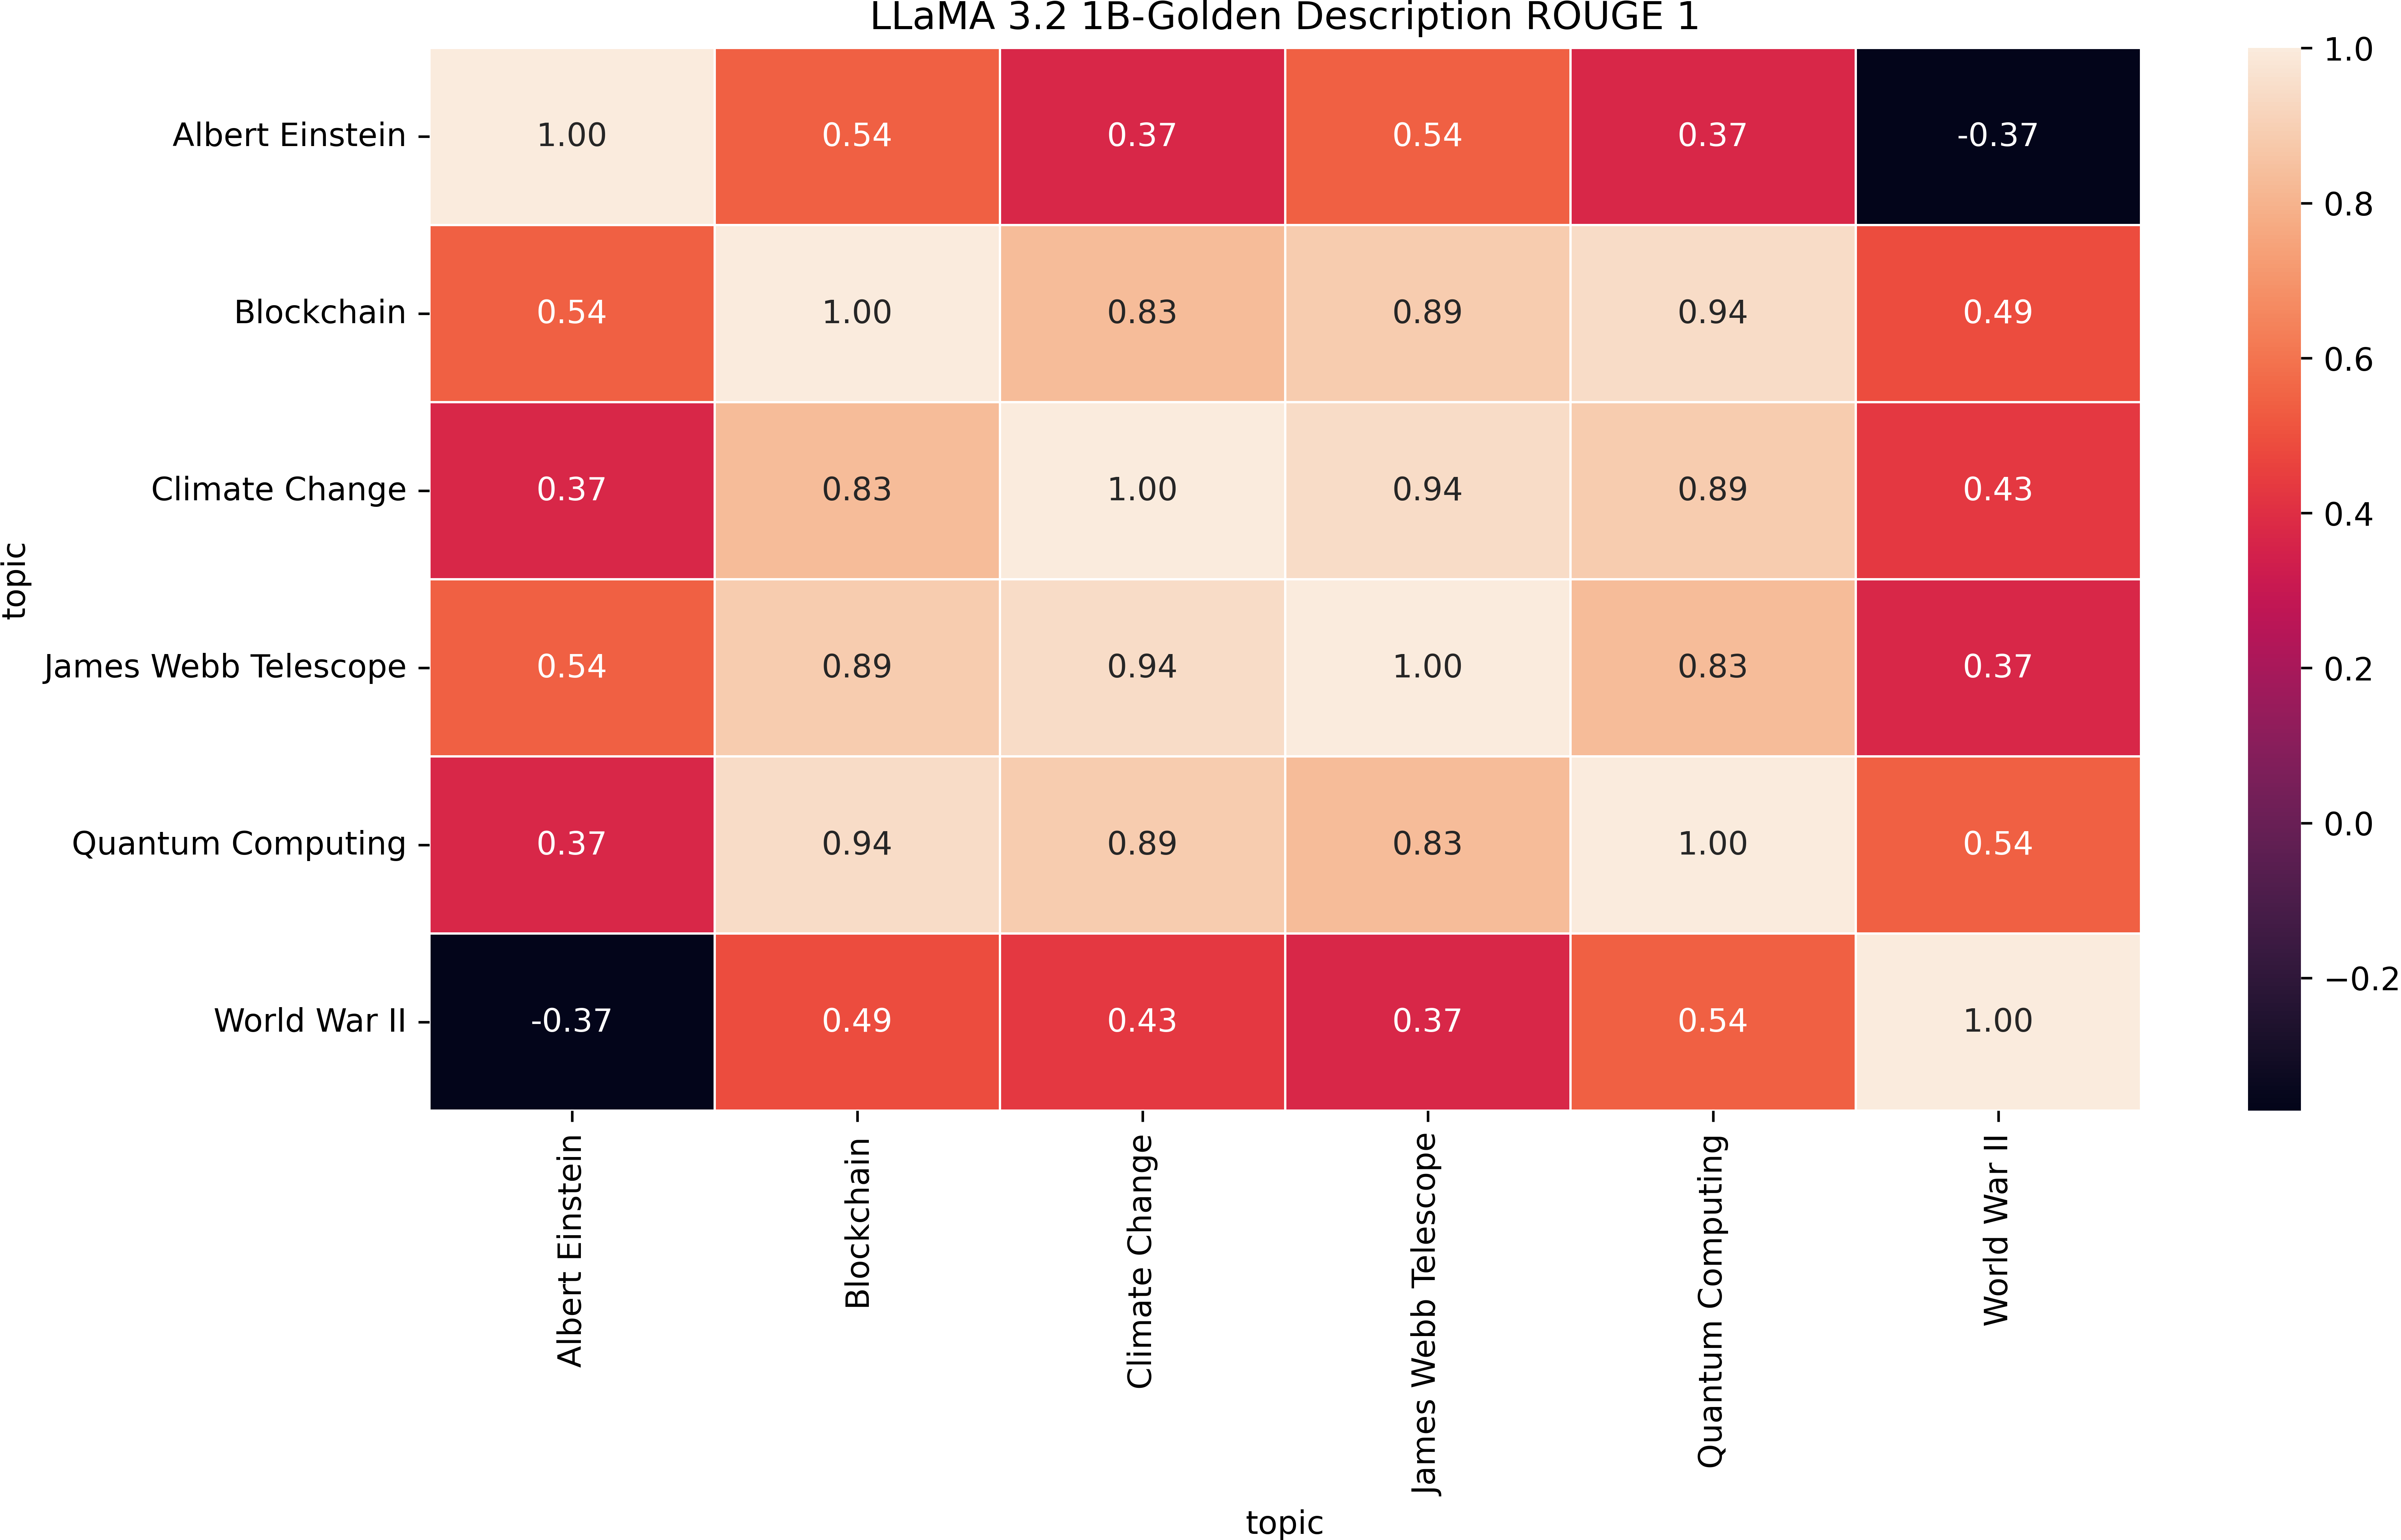 LLaMA 3.2 1B-Golden Description ROUGE 1
Albert Einstein 1.00 0.54 0.37 0.54 0.37 -0.37
Blockchain 0.54 1.00 0.83 0.89 0.94 0.49
Climate Change 0.37 0.83 1.00 0.94 0.89 0.43
James Webb Telescope 0.54 0.89 0.94 1.00 0.83 0.37
Quantum Computing 0.37 0.94 0.89 0.83 1.00 0.54
World War II -0.37 0.49 0.43 0.37 0.54 1.00
topic
Albert Einstein
Blockchain
Climate Change
James Webb Telescope
Quantum Computing
World War II
topic
1.0
0.8
0.6
0.4
0.2
0.0
−0.2